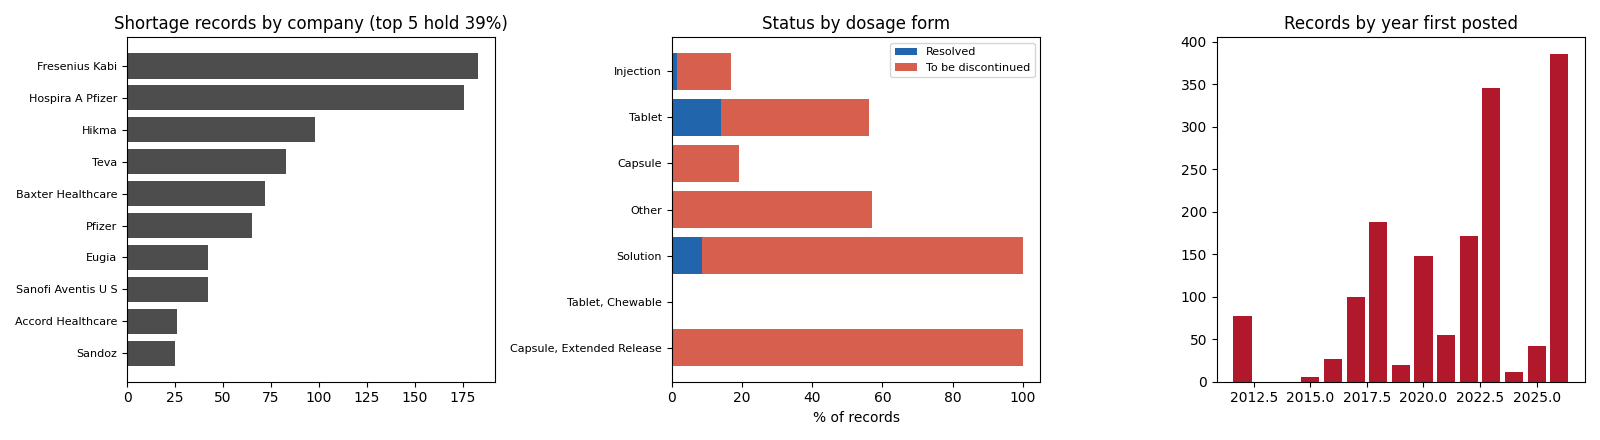 Shortage records by company (top 5 hold 39%)
Fresenius Kabi
Hospira A Pfizer
Hikma
Teva
Baxter Healthcare
Pfizer
Eugia
Sanofi Aventis U S
Accord Healthcare
Sandoz
0 25 50 75 100 125 150 175
Status by dosage form
Resolved
To be discontinued
Injection
Tablet
Capsule
Other
Solution
Tablet, Chewable
Capsule, Extended Release
0 20 40 60 80 100
% of records
Records by year first posted
400
350
300
250
200
150
100
50
0
2012.5 2015.0 2017.5 2020.0 2022.5 2025.0